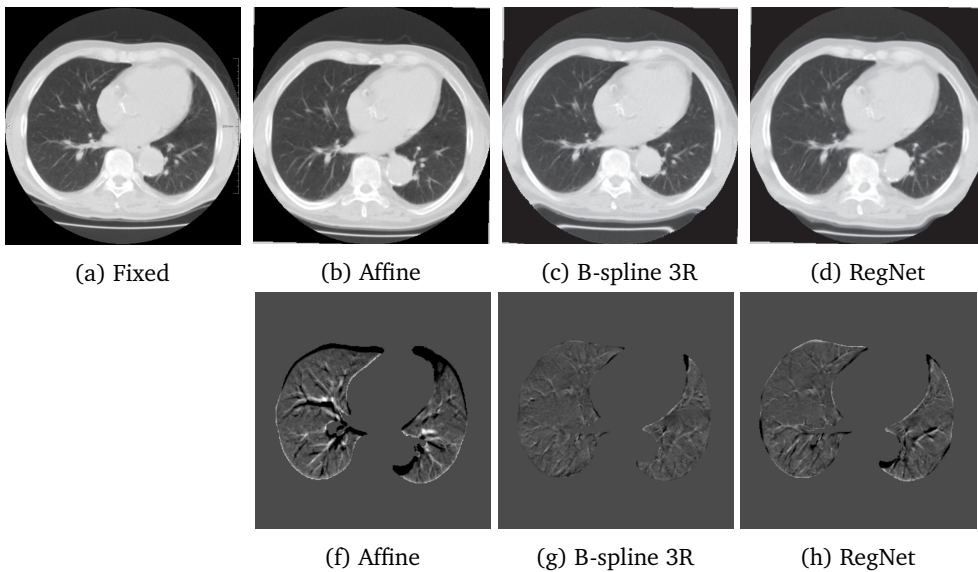 (a) Fixed
(b) Affine
(c) B-spline 3R
(d) RegNet
(f) Affine
(g) B-spline 3R
(h) RegNet